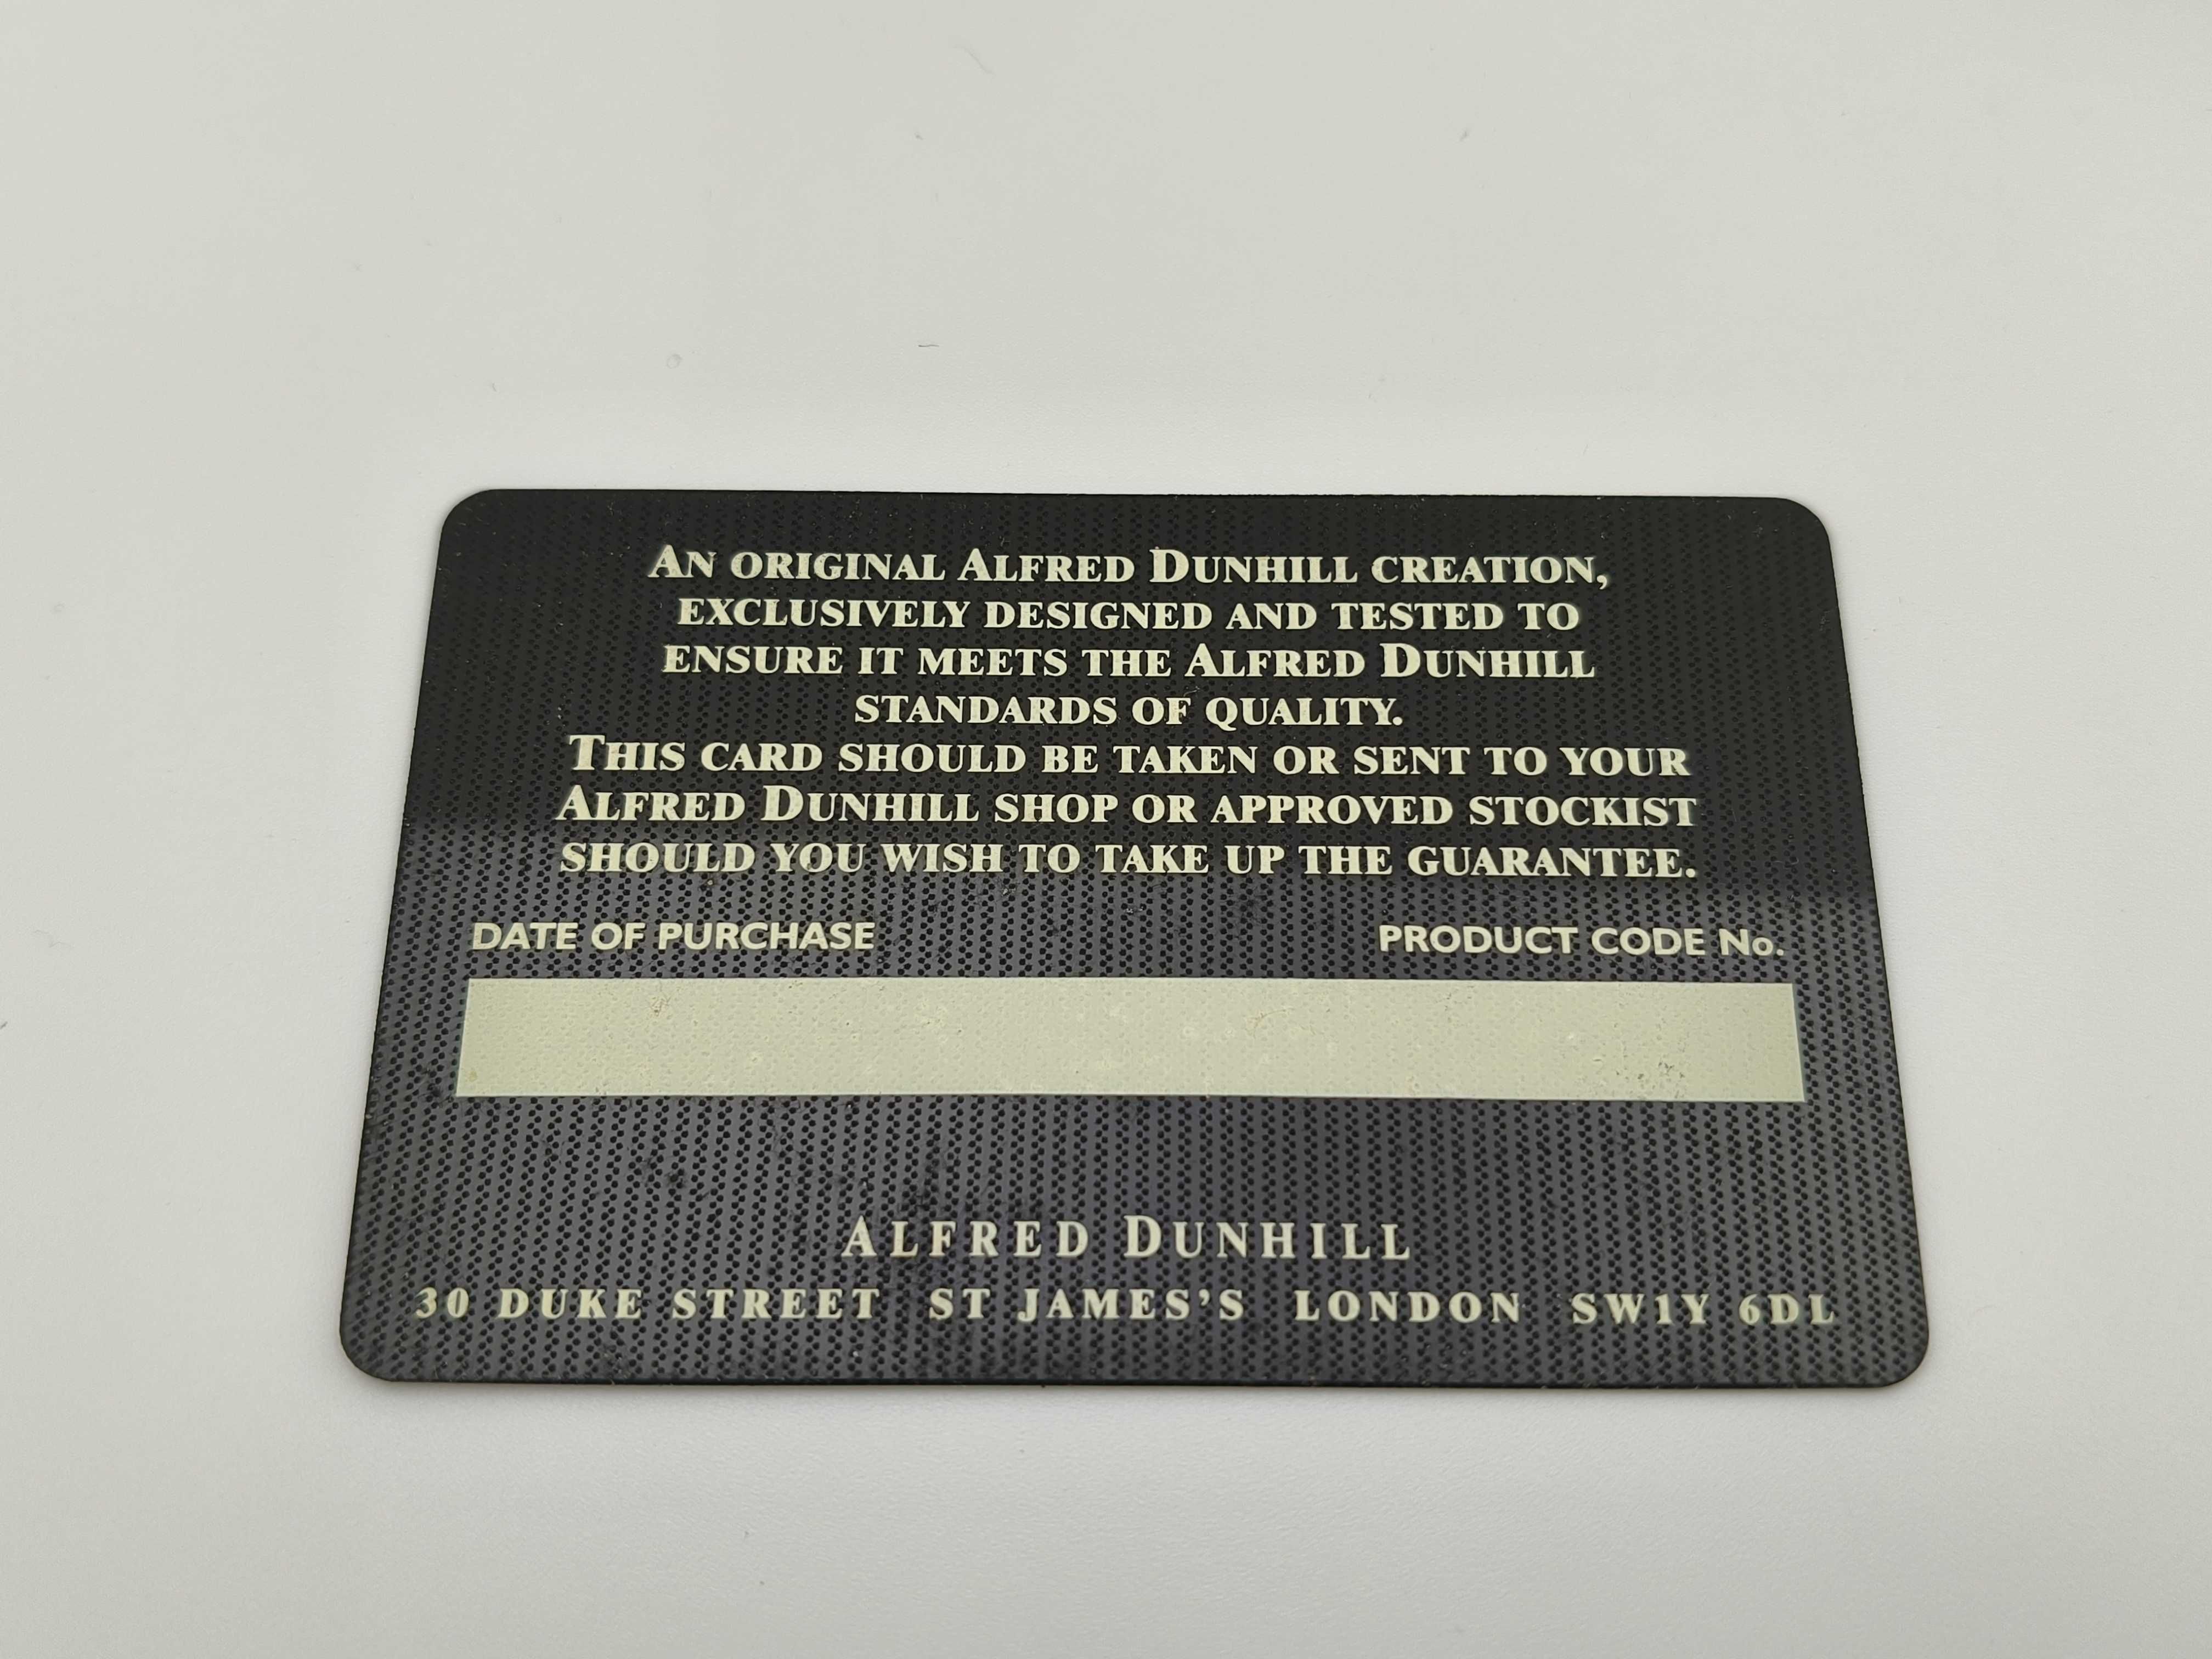 AN ORIGINAL ALFRED DUNHILL CREATION,
EXCLUSIVELY DESIGNED AND TESTED TO
ENSURE IT MEETS THE ALFRED DUNHILL
STANDARDS OF QUALITY.
THIS CARD SHOULD BE TAKEN OR SENT TO YOUR
ALFRED DUNHILL SHOP OR APPROVED STOCKIST
SHOULD YOU WISH TO TAKE UP THE GUARANTEE.
DATE OF PURCHASE PRODUCT CODE No.
ALFRED DUNHILL
30 DUKE STREET ST JAMES'S LONDON SW1Y 6DL